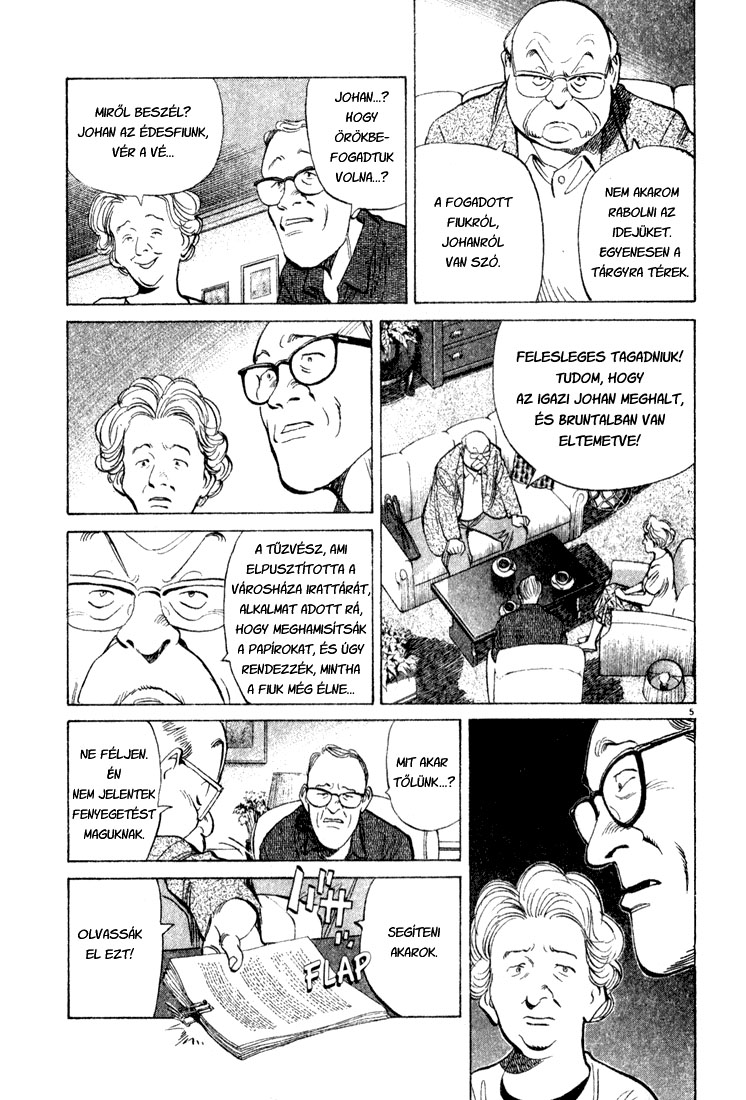 NEM AKAROM
RABOLNI AZ
IDEJÜKET.
EGYENESEN A
TÁRGYRA TÉREK.
A FOGADOTT
FIUKRÓL,
JOHANRÓL
VAN SZÓ.
JOHAN...?
HOGY
ÖRÖKBE-
FOGADTUK
VOLNA...?
MIRŐL BESZÉL?
JOHAN AZ ÉDESFIUNK,
VÉR A VÉ...
FELESLEGES TAGADNIUK!
TUDOM, HOGY
AZ IGAZI JOHAN MEGHALT,
ÉS BRUNTALBAN VAN
ELTEMETVE!
A TŰZVÉSZ, AMI
ELPUSZTÍTOTTA A
VÁROSHÁZA IRATTÁRÁT,
ALKALMAT ADOTT RÁ,
HOGY MEGHAMISÍTSÁK
A PAPÍROKAT, ÉS ÚGY
RENDEZZÉK, MINTHA
A FIUK MÉG ÉLNE...
5
MIT AKAR
TŐLÜNK...?
NE FÉLJEN.
ÉN
NEM JELENTEK
FENYEGETÉST
MAGUKNAK.
SEGÍTENI
AKAROK.
FLAP
OLVASSÁK
EL EZT!